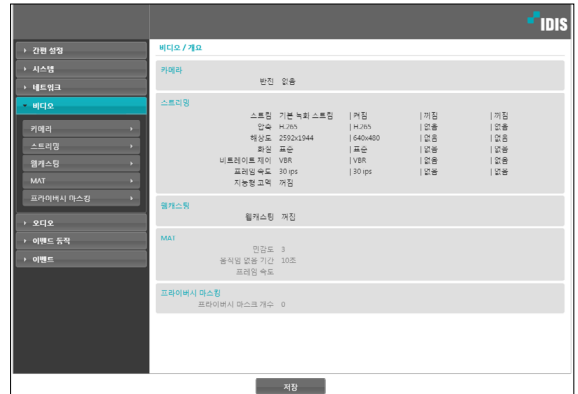 IDIS
간편 설정
시스템
네트워크
비디오
카메라
스트리밍
웹캐스팅
MAT
프라이버시 마스킹
오디오
이벤트 동작
이벤트
비디오 / 개요
카메라
반전 없음
스트리밍
스트림 기본 녹화 스트림 | 켜짐 | 꺼짐 | 꺼짐
압축 H.265 | H.265 | 없음 | 없음
해상도 2592x1944 | 640x480 | 없음 | 없음
화질 표준 | 표준 | 없음 | 없음
비트레이트 제어 VBR | VBR | 없음 | 없음
프레임 속도 30 ips | 30 ips | 없음 | 없음
지능형 코덱 꺼짐
웹캐스팅
웹캐스팅 꺼짐
MAT
민감도 3
움직임 없음 기간 10초
프레임 속도
프라이버시 마스킹
프라이버시 마스크 개수 0
저장